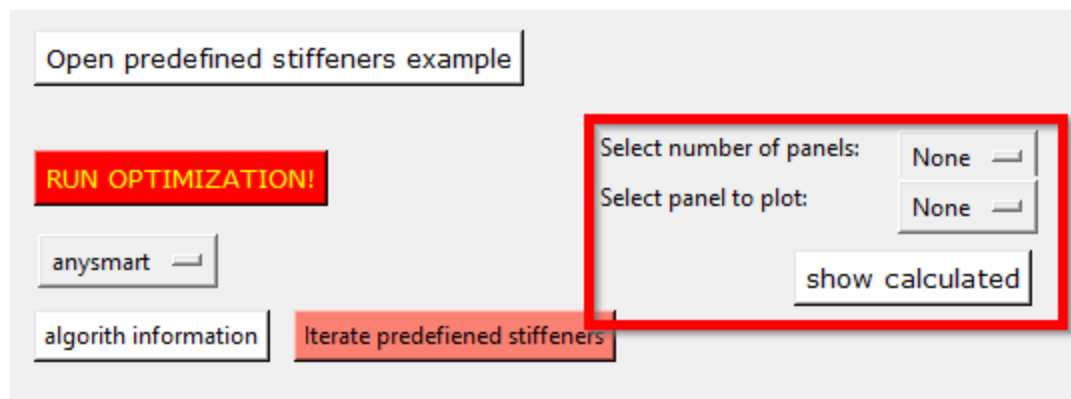 Open predefined stiffeners example
Select number of panels: None
RUN OPTIMIZATION!
Select panel to plot: None
anysmart
show calculated
algorith information
Iterate predefiened stiffeners